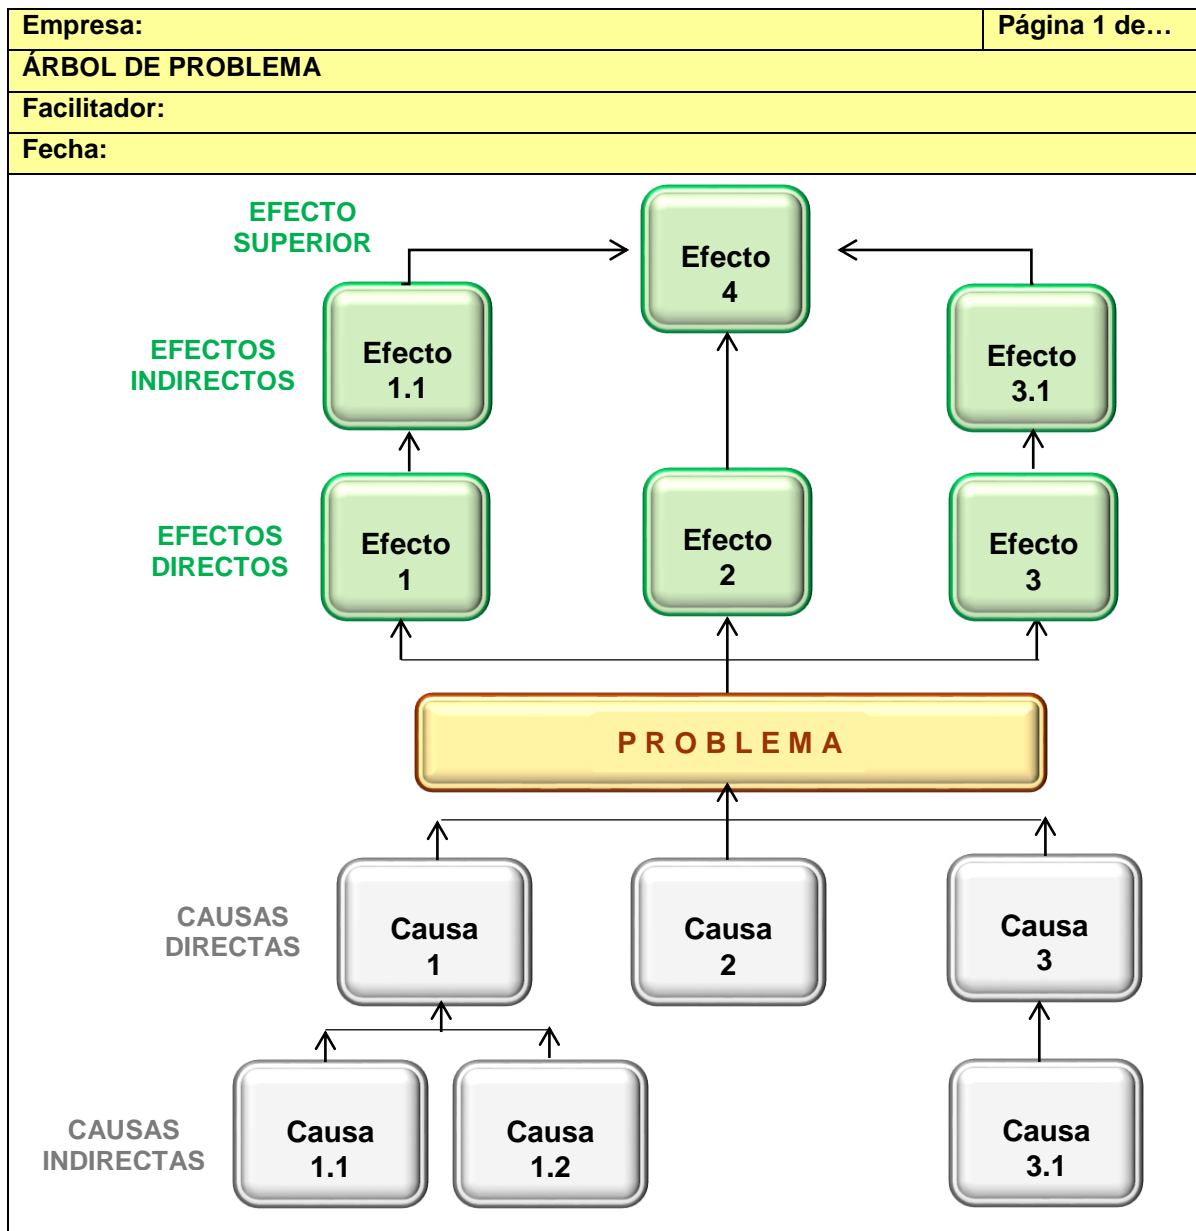 Empresa:
Página 1 de…
ÁRBOL DE PROBLEMA
Facilitador:
Fecha:
EFECTO
SUPERIOR
Efecto
4
EFECTOS
INDIRECTOS
Efecto
1.1
Efecto
3.1
EFECTOS
DIRECTOS
Efecto
1
Efecto
2
Efecto
3
PROBLEMA
CAUSAS
DIRECTAS
Causa
1
Causa
2
Causa
3
CAUSAS
INDIRECTAS
Causa
1.1
Causa
1.2
Causa
3.1